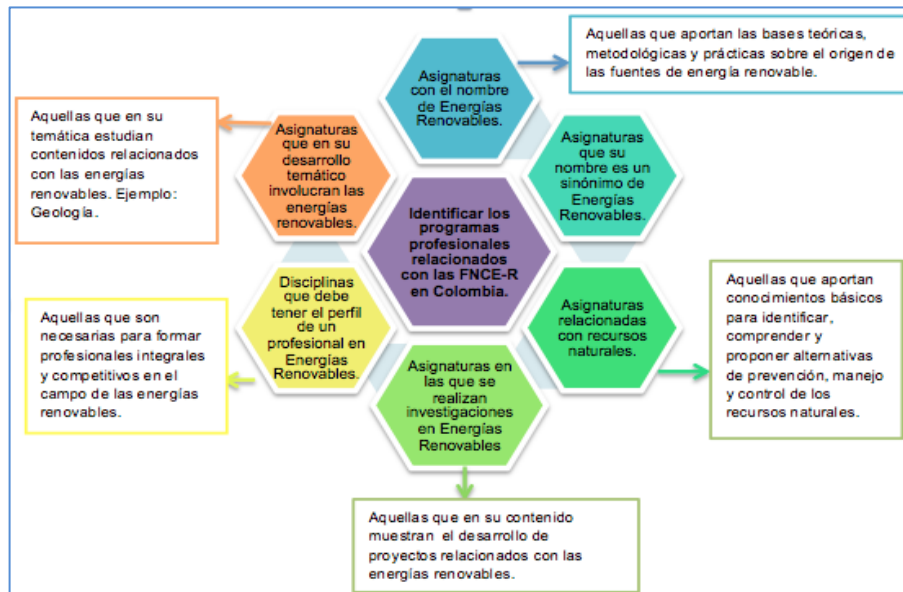 Aquellas que aportan las bases teóricas,
metodológicas y prácticas sobre el origen de
las fuentes de energía renovable.
Asignaturas
con el nombre
de Energías
Renovables.
Aquellas que en su
temática estudian
contenidos relacionados
con las energías
renovables. Ejemplo:
Geología.
Asignaturas
que en su
desarrollo
temático
involucran las
energías
renovables.
Asignaturas
que su
nombre es un
sinónimo de
Energías
Renovables.
Identificar los
programas
profesionales
relacionados
con las FNCE-R
en Colombia.
Disciplinas
que debe
tener el perfil
de un
profesional en
Energías
Renovables.
Asignaturas
relacionadas
con recursos
naturales.
Aquellas que aportan
conocimientos básicos
para identificar,
comprender y
proponer alternativas
de prevención, manejo
y control de los
recursos naturales.
Aquellas que son
necesarias para formar
profesionales integrales
y competitivos en el
campo de las energías
renovables.
Asignaturas en
las que se
realizan
investigaciones
en Energías
Renovables
Aquellas que en su contenido
muestran el desarrollo de
proyectos relacionados con las
energías renovables.